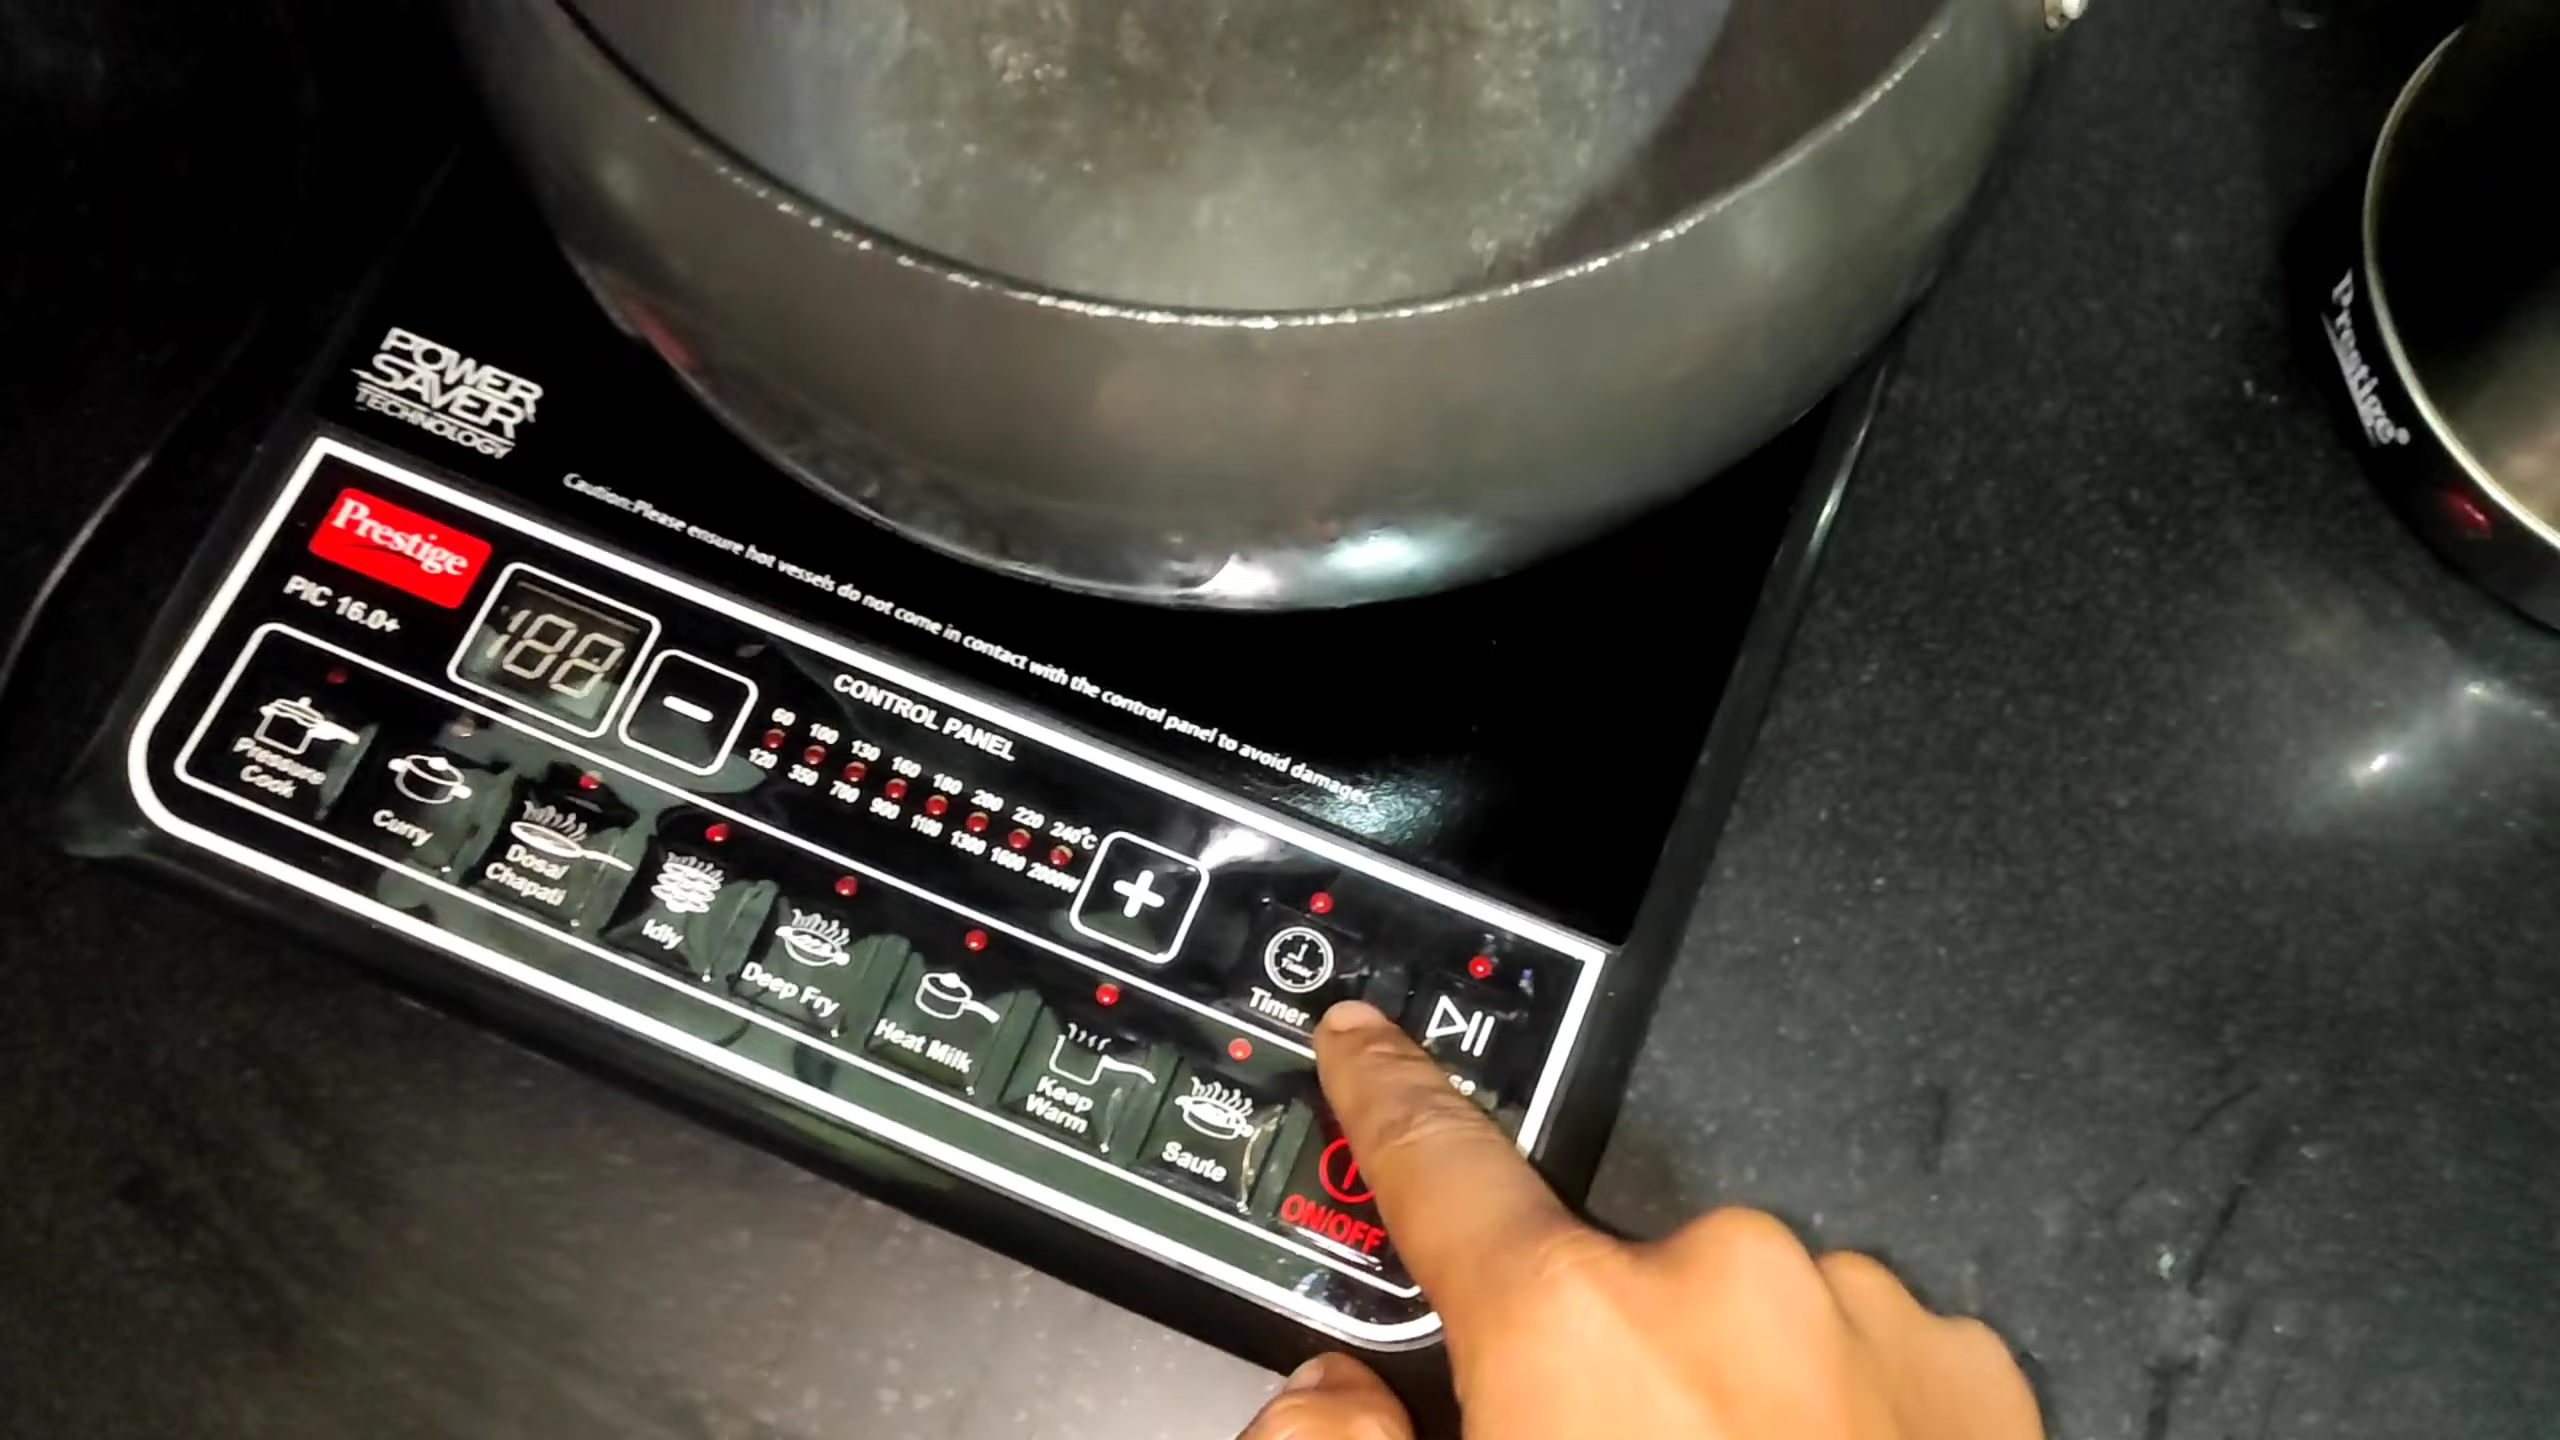 POWER
SAVER
TECHNOLOGY
Prestige
PIC 16.0+
Caution:Please ensure hot vessels do not come in contact with the control panel to avoid damages.
188
−
CONTROL PANEL
60 100 130 160 180 200 220 240°C
120 350 700 900 1100 1300 1600 2000W
+
Timer
Timer
Pressure
Cook
Curry
Dosa/
Chapati
Idly
Deep Fry
Heat Milk
Keep
Warm
Saute
ON/OFF
Prestige®